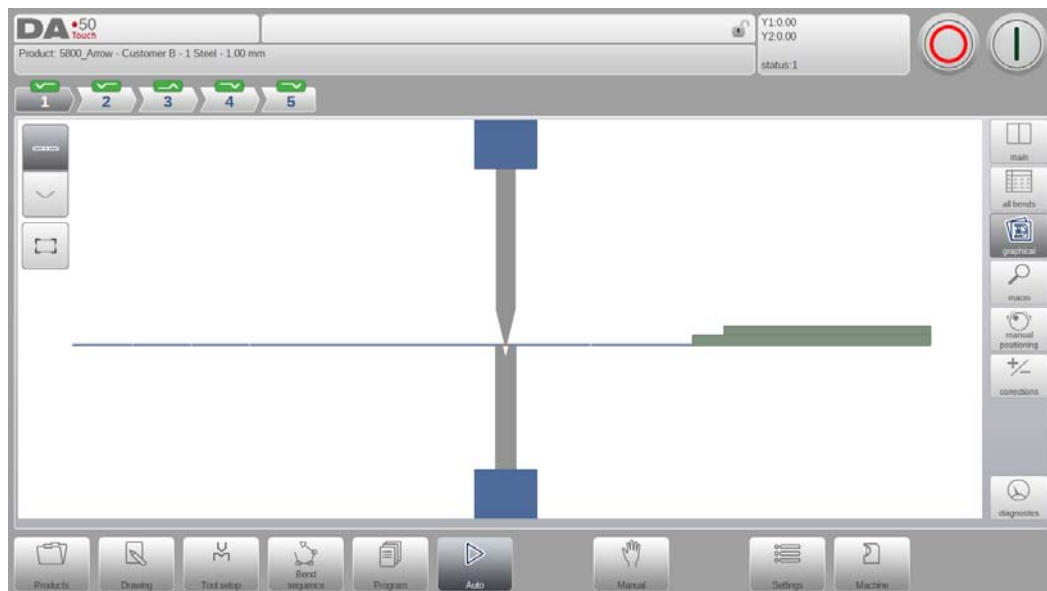 DA•50
Touch
Y1:0.00
Y2:0.00
status:1
Product: 5800_Arrow - Customer B - 1 Steel - 1.00 mm
1 2 3 4 5
main
all bends
graphical
macro
manual
positioning
corrections
diagnostics
Products Drawing Tool setup Bend
sequence Program Auto Manual Settings Machine